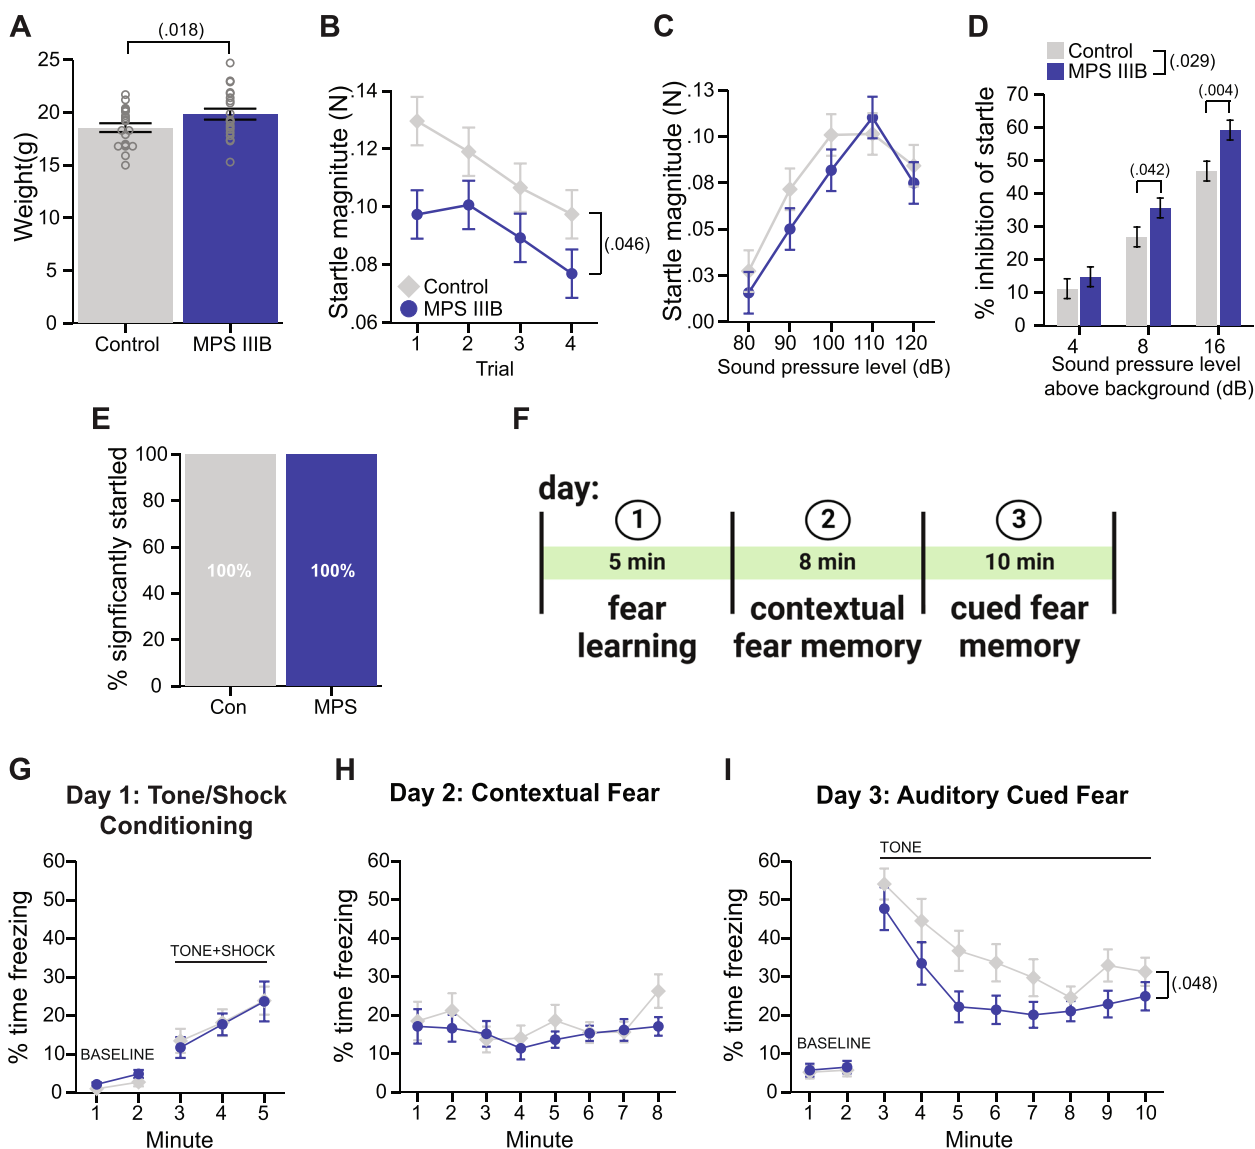 A
(.018)
Weight(g)
25
20
15
10
5
0
Control
MPS IIIB
B
Startle magnitute (N)
.14
.12
.10
.08
.06
(.046)
Control
MPS IIIB
1 2 3 4
Trial
C
Startle magnitude (N)
.13
.10
.08
.05
.03
.00
80 90 100 110 120
Sound pressure level (dB)
D
Control
MPS IIIB
(.029)
(.004)
(.042)
% inhibition of startle
70
60
50
40
30
20
10
0
4 8 16
Sound pressure level
above background (dB)
E
% signficantly startled
100
80
60
40
20
0
100%
100%
Con
MPS
F
day:
1 2 3
5 min
8 min
10 min
fear
learning
contextual
fear memory
cued fear
memory
G
Day 1: Tone/Shock
Conditioning
% time freezing
60
50
40
30
20
10
0
TONE+SHOCK
BASELINE
1 2 3 4 5
Minute
H
Day 2: Contextual Fear
% time freezing
60
50
40
30
20
10
0
1 2 3 4 5 6 7 8
Minute
I
Day 3: Auditory Cued Fear
% time freezing
60
50
40
30
20
10
0
TONE
BASELINE
(.048)
1 2 3 4 5 6 7 8 9 10
Minute